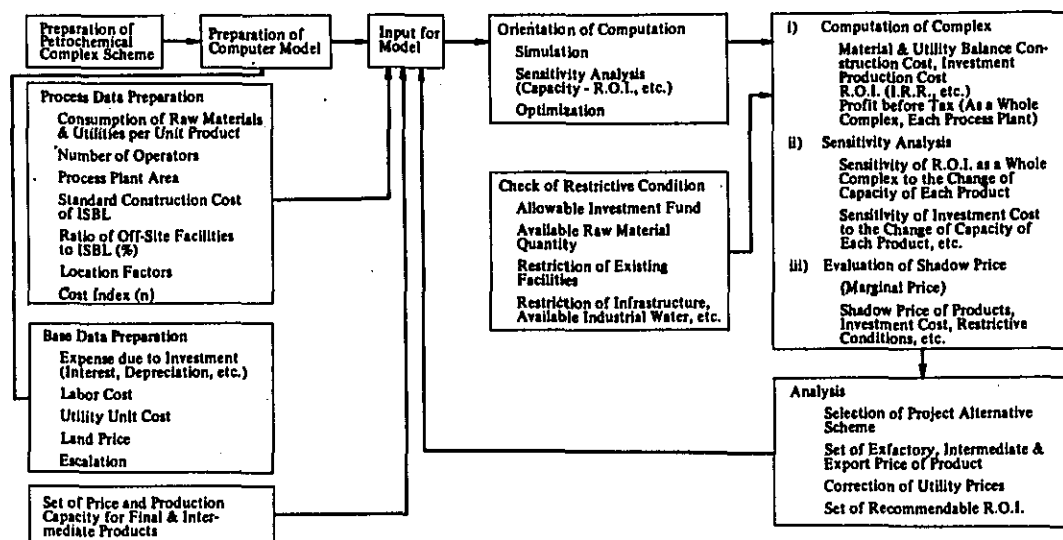 Preparation of
Petrochemical
Complex Scheme
Preparation of
Computer Model
Input for
Model
Process Data Preparation
Consumption of Raw Materials
& Utilities per Unit Product
Number of Operators
Process Plant Area
Standard Construction Cost
of ISBL
Ratio of Off-Site Facilities
to ISBL (%)
Location Factors
Cost Index (n)
Base Data Preparation
Expense due to Investment
(Interest, Depreciation, etc.)
Labor Cost
Utility Unit Cost
Land Price
Escalation
Set of Price and Production
Capacity for Final & Inter-
mediate Products
Orientation of Computation
Simulation
Sensitivity Analysis
(Capacity - R.O.I., etc.)
Optimization
Check of Restrictive Condition
Allowable Investment Fund
Available Raw Material
Quantity
Restriction of Existing
Facilities
Restriction of Infrastructure,
Available Industrial Water, etc.
i) Computation of Complex
Material & Utility Balance Con-
struction Cost, Investment
Production Cost
R.O.I. (I.R.R., etc.)
Profit before Tax (As a Whole
Complex, Each Process Plant)
ii) Sensitivity Analysis
Sensitivity of R.O.I. as a Whole
Complex to the Change of
Capacity of Each Product
Sensitivity of Investment Cost
to the Change of Capacity of
Each Product, etc.
iii) Evaluation of Shadow Price
(Marginal Price)
Shadow Price of Products,
Investment Cost, Restrictive
Conditions, etc.
Analysis
Selection of Project Alternative
Scheme
Set of Exfactory, Intermediate &
Export Price of Product
Correction of Utility Prices
Set of Recommendable R.O.I.